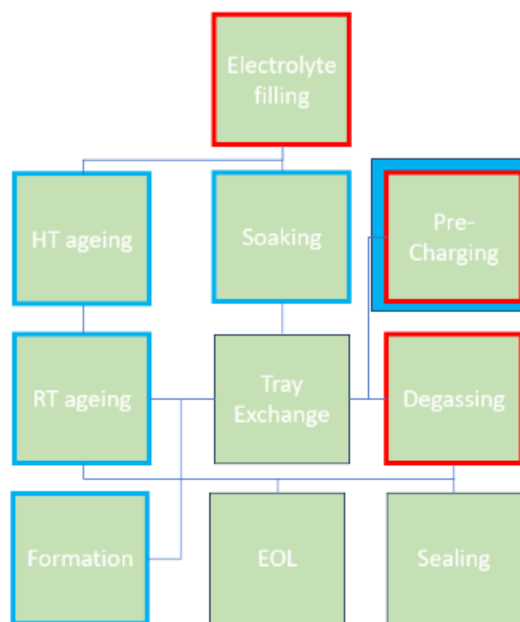 Electrolyte
filling
HT ageing
Soaking
Pre-
Charging
RT ageing
Tray
Exchange
Degassing
Formation
EOL
Sealing